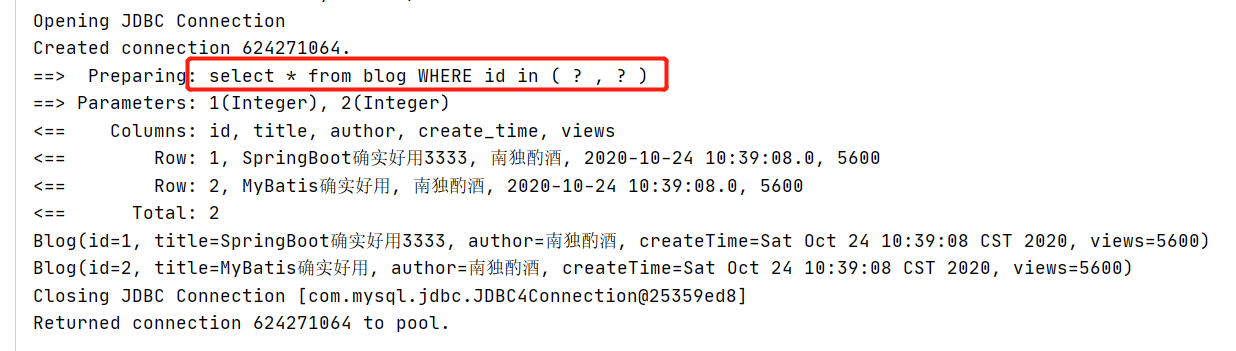 Opening JDBC Connection
Created connection 624271064.
==>  Preparing: select * from blog WHERE id in ( ? , ? )
==> Parameters: 1(Integer), 2(Integer)
<==    Columns: id, title, author, create_time, views
<==        Row: 1, SpringBoot确实好用3333, 南独酌酒, 2020-10-24 10:39:08.0, 5600
<==        Row: 2, MyBatis确实好用, 南独酌酒, 2020-10-24 10:39:08.0, 5600
<==      Total: 2
Blog(id=1, title=SpringBoot确实好用3333, author=南独酌酒, createTime=Sat Oct 24 10:39:08 CST 2020, views=5600)
Blog(id=2, title=MyBatis确实好用, author=南独酌酒, createTime=Sat Oct 24 10:39:08 CST 2020, views=5600)
Closing JDBC Connection [com.mysql.jdbc.JDBC4Connection@25359ed8]
Returned connection 624271064 to pool.